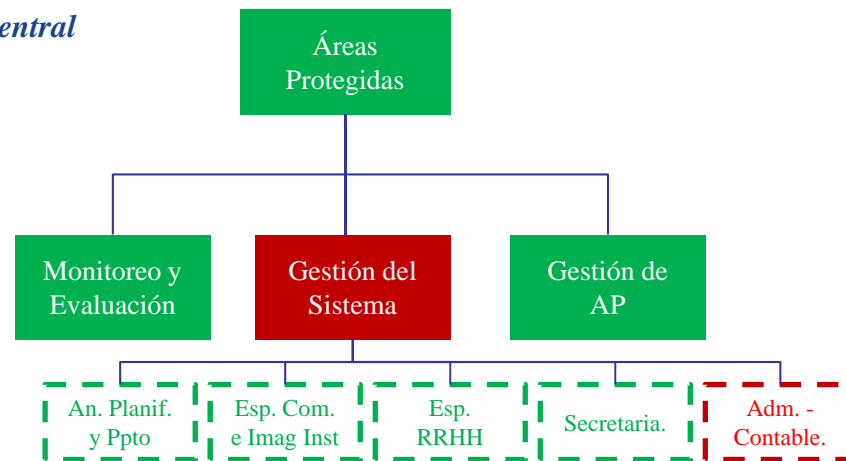 entral
Áreas
Protegidas
Monitoreo y
Evaluación
Gestión del
Sistema
Gestión de
AP
An. Planif.
y Ppto
Esp. Com.
e Imag Inst
Esp.
RRHH
Secretaria.
Adm. -
Contable.